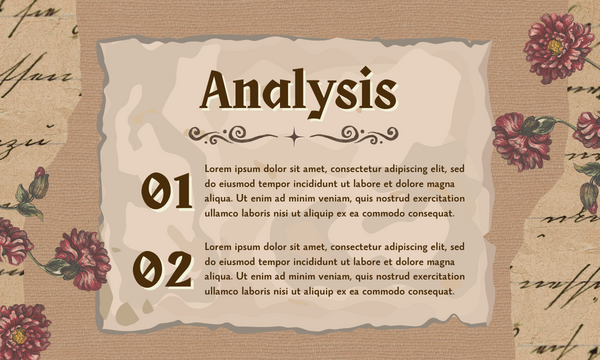 Analysis
01
Lorem ipsum dolor sit amet, consectetur adipiscing elit, sed
do eiusmod tempor incididunt ut labore et dolore magna
aliqua. Ut enim ad minim veniam, quis nostrud exercitation
ullamco laboris nisi ut aliquip ex ea commodo consequat.
02
Lorem ipsum dolor sit amet, consectetur adipiscing elit, sed
do eiusmod tempor incididunt ut labore et dolore magna
aliqua. Ut enim ad minim veniam, quis nostrud exercitation
ullamco laboris nisi ut aliquip ex ea commodo consequat.